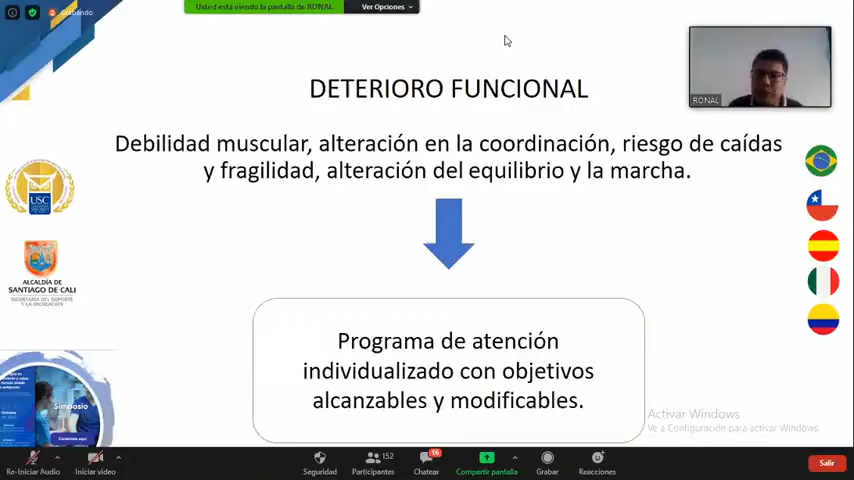 Grabando
Usted está viendo la pantalla de RONAL
Ver Opciones
RONAL
DETERIORO FUNCIONAL
Debilidad muscular, alteración en la coordinación, riesgo de caídas
y fragilidad, alteración del equilibrio y la marcha.
USC
ALCALDÍA DE
SANTIAGO DE CALI
SECRETARÍA DEL DEPORTE
Y LA RECREACIÓN
Programa de atención
individualizado con objetivos
alcanzables y modificables.
Simposio
Activar Windows
Ve a Configuración para activar Windows.
Re-Iniciar Audio
Iniciar video
Seguridad
152
Participantes
16
Chatear
Compartir pantalla
Grabar
Reacciones
Salir